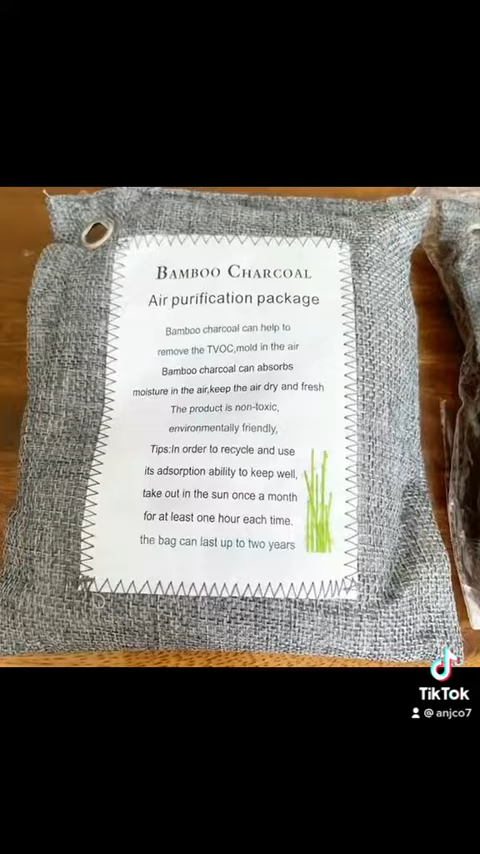 BAMBOO CHARCOAL
Air purification package
Bamboo charcoal can help to
remove the TVOC,mold in the air
Bamboo charcoal can absorbs
moisture in the air,keep the air dry and fresh
The product is non-toxic,
environmentally friendly,
Tips:In order to recycle and use
its adsorption ability to keep well,
take out in the sun once a month
for at least one hour each time.
the bag can last up to two years
TikTok
@anjco7